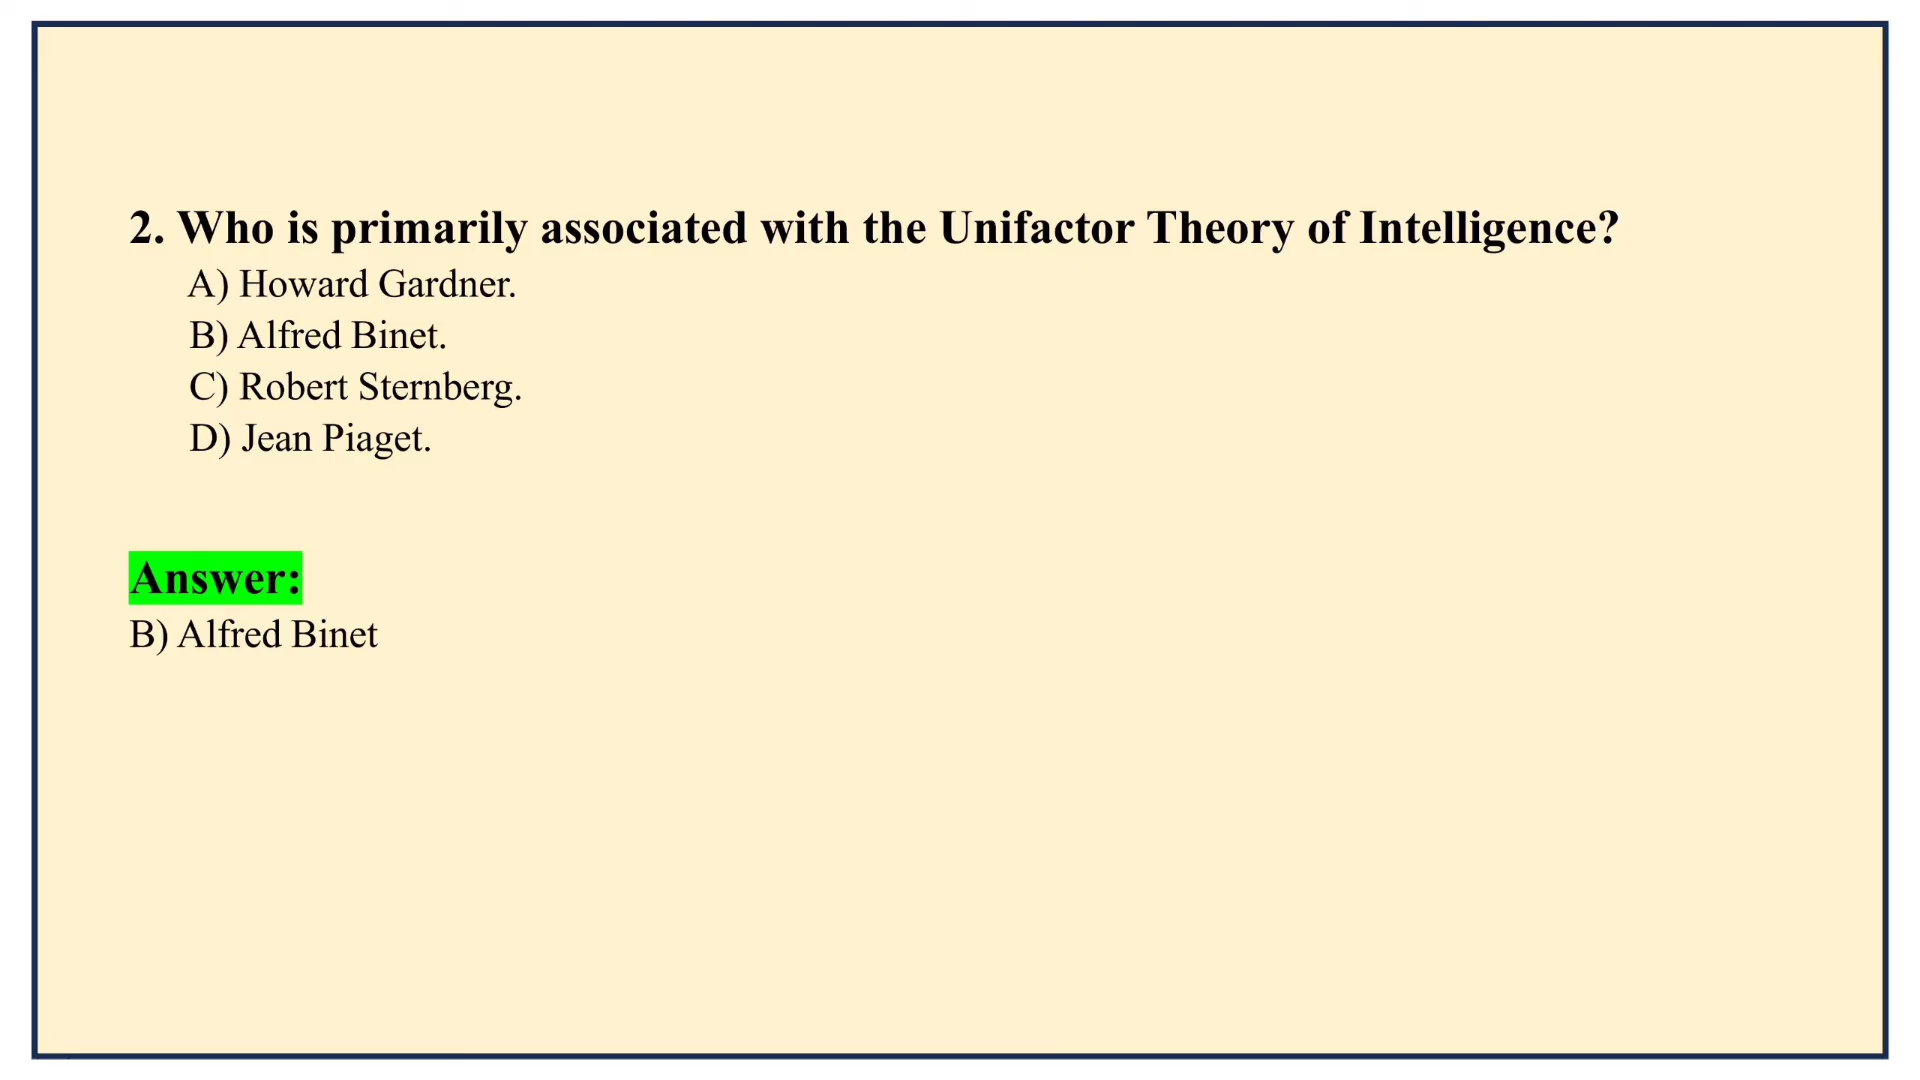 2. Who is primarily associated with the Unifactor Theory of Intelligence?
A) Howard Gardner.
B) Alfred Binet.
C) Robert Sternberg.
D) Jean Piaget.
Answer:
B) Alfred Binet